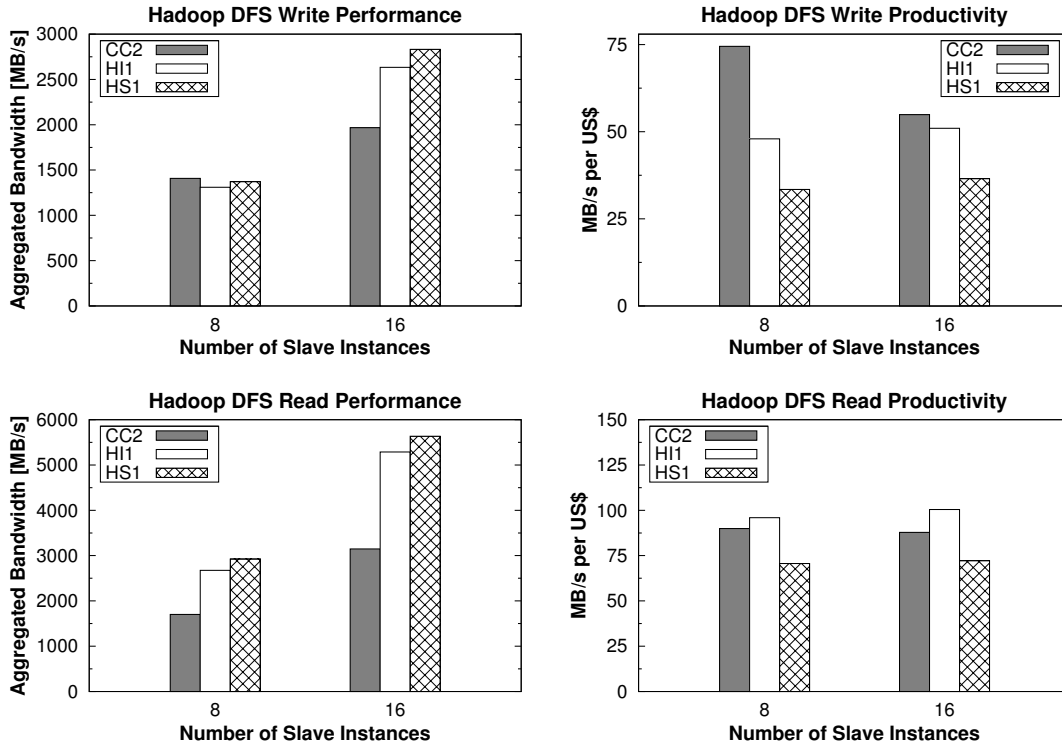 Hadoop DFS Write Performance
Aggregated Bandwidth [MB/s]
3000
2500
2000
1500
1000
500
0
CC2
HI1
HS1
8 16
Number of Slave Instances
Hadoop DFS Write Productivity
MB/s per US$
75
50
25
0
CC2
HI1
HS1
8 16
Number of Slave Instances
Hadoop DFS Read Performance
Aggregated Bandwidth [MB/s]
6000
5000
4000
3000
2000
1000
0
CC2
HI1
HS1
8 16
Number of Slave Instances
Hadoop DFS Read Productivity
MB/s per US$
150
125
100
75
50
25
0
CC2
HI1
HS1
8 16
Number of Slave Instances